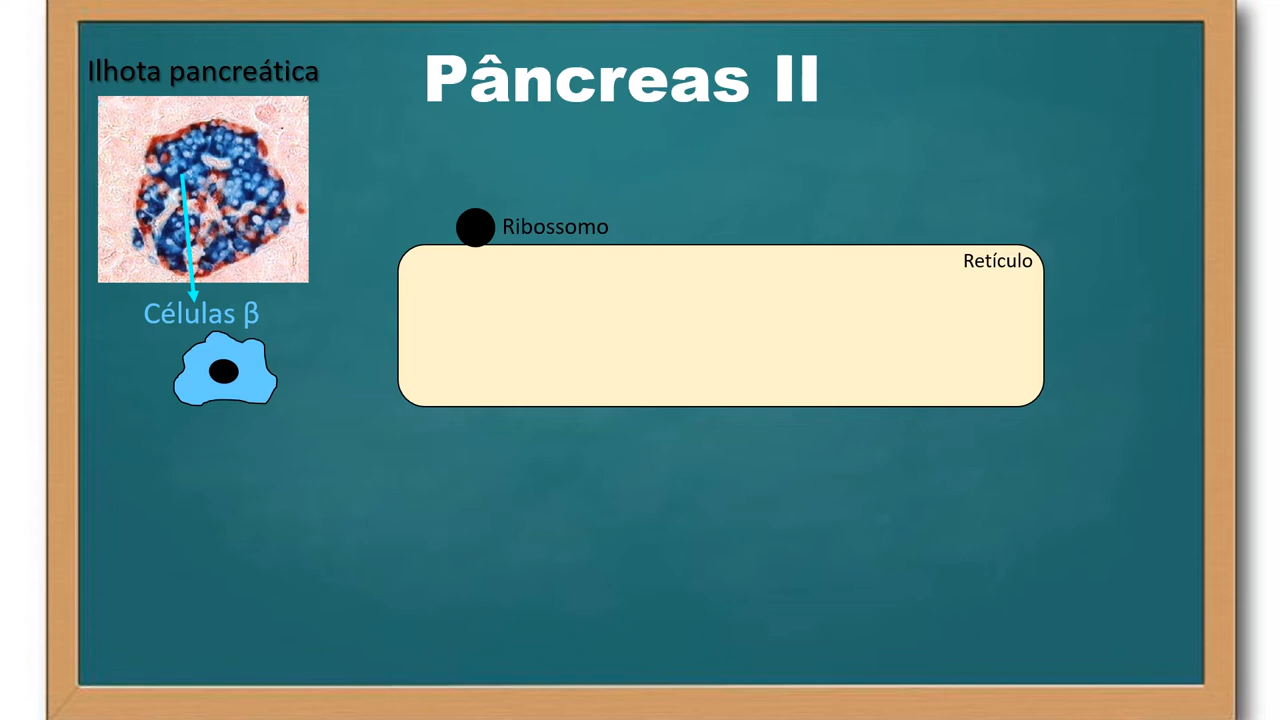 Pâncreas II
Ilhota pancreática
Ribossomo
Retículo
Células β